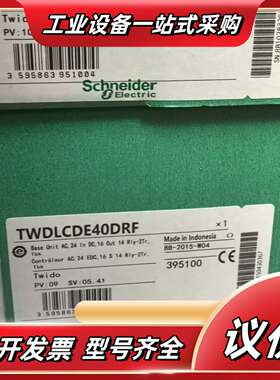 工业设备一站式采购
Twido
PV:10
3 595863 951004
Schneider
Electric
TWDLCDE40DRF
x 1
Base Unit AC,24 In DC,16 Out 14 Rly-2Tr,
Tbk
Made in Indonesia
8B-2015-W04
Contrôleur AC,24 EDC,16 S 14 Rly-2Tr,
Tbk
395100
Twido
PV:09 SV:05.41
开发票 型号齐全
议价